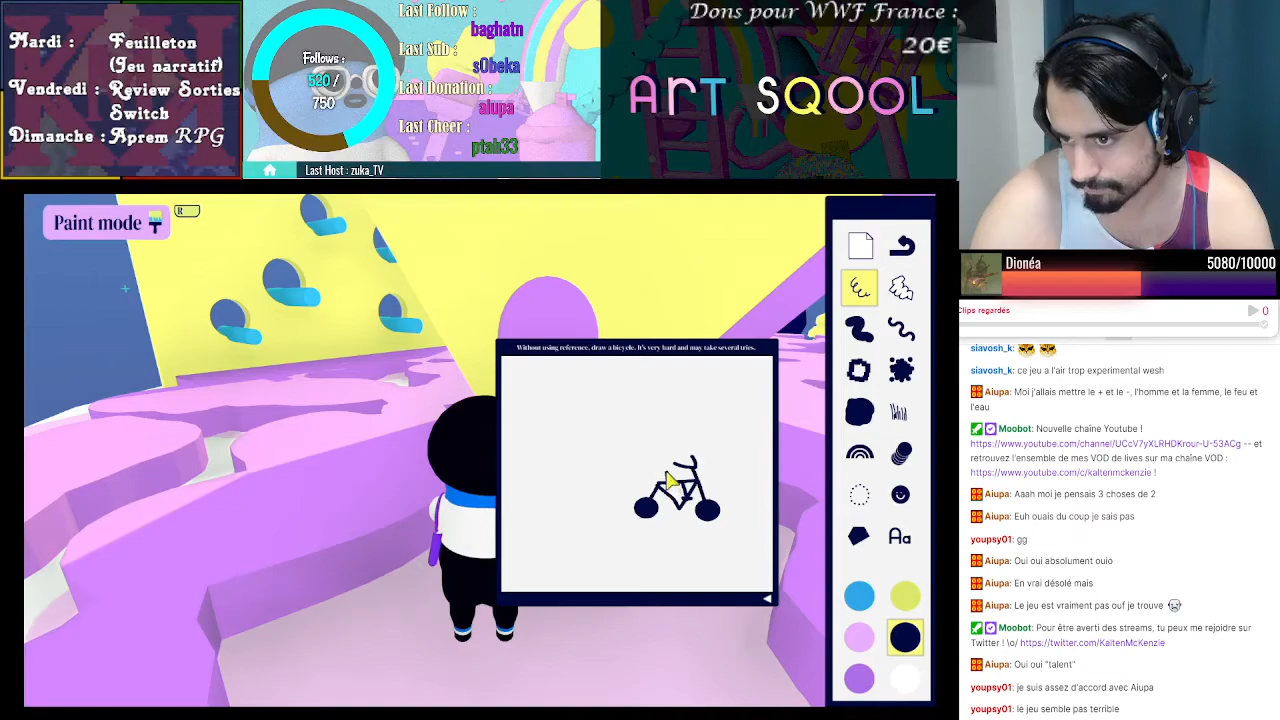 Mardi : Feuilleton
(Jeu narratif)
Vendredi : Review Sorties
Switch
Dimanche : Aprem RPG
Follows :
520 /
750
Last Follow :
baghatn
Last Sub :
s0beka
Last Donation :
aiupa
Last Cheer :
ptah33
Last Host : zuka_TV
Dons pour WWF France :
20€
ART SQOOL
Paint mode
R
Without using reference, draw a bicycle. It's very hard and may take several tries.
Aa
Dionéa 5080/10000
Clips regardés 0
siavosh_k:
siavosh_k: ce jeu a l'air trop experimental wesh
Aiupa: Moi j'allais mettre le + et le -, l'homme et la femme, le feu et
l'eau
Moobot: Nouvelle chaîne Youtube !
https://www.youtube.com/channel/UCcV7yXLRHDKrour-U-53ACg -- et
retrouvez l'ensemble de mes VOD de lives sur ma chaîne VOD :
https://www.youtube.com/c/kaltenmckenzie !
Aiupa: Aaah moi je pensais 3 choses de 2
Aiupa: Euh ouais du coup je sais pas
youpsy01: gg
Aiupa: Oui oui absolument ouio
Aiupa: En vrai désolé mais
Aiupa: Le jeu est vraiment pas ouf je trouve
Moobot: Pour être averti des streams, tu peux me rejoindre sur
Twitter ! \o/ https://twitter.com/KaltenMcKenzie
Aiupa: Oui oui "talent"
youpsy01: je suis assez d'accord avec Aiupa
youpsy01: le jeu semble pas terrible